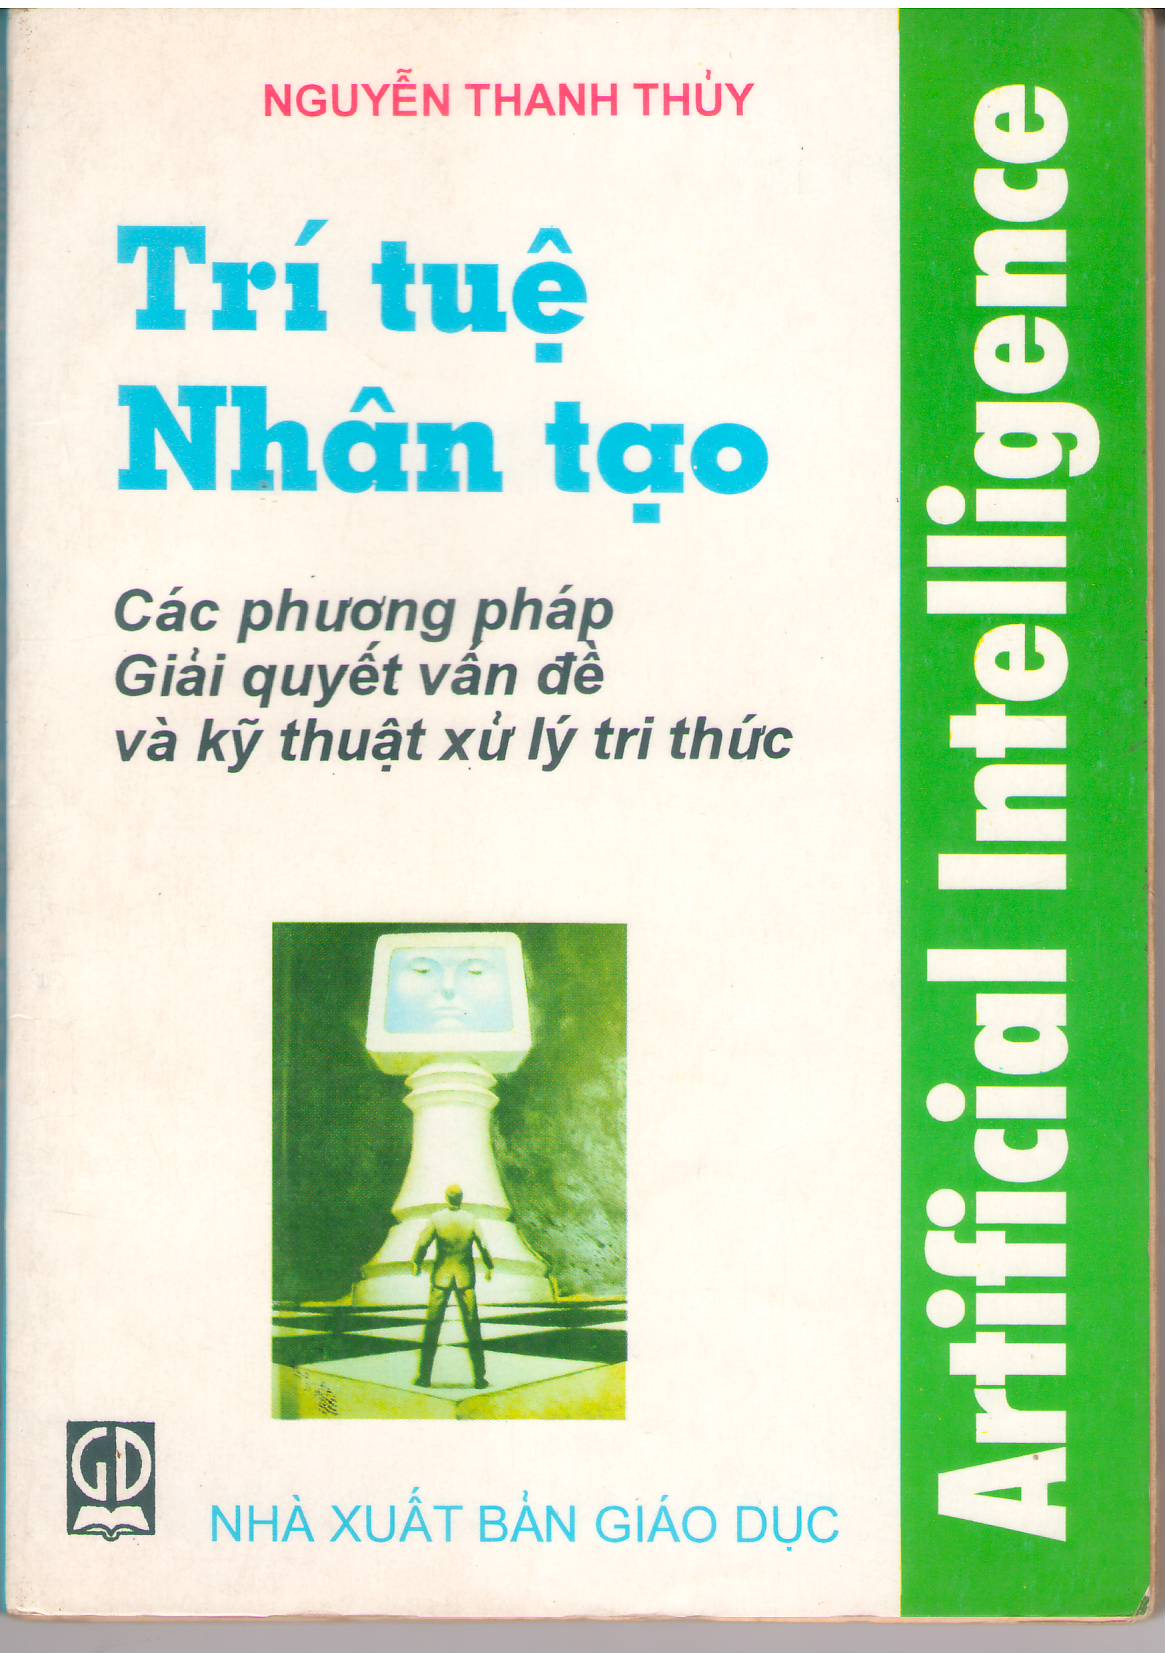 NGUYỄN THANH THỦY
Trí tuệ
Nhân tạo
Các phương pháp
Giải quyết vấn đề
và kỹ thuật xử lý tri thức
GD
NHÀ XUẤT BẢN GIÁO DỤC
Artificial Intelligence